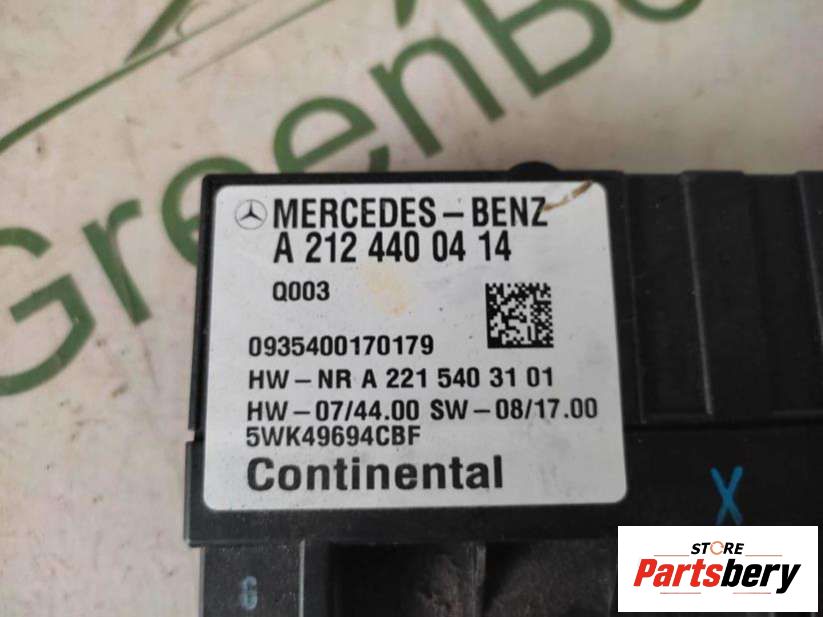 GreenBo
MERCEDES-BENZ
A 212 440 04 14
Q003
0935400170179
HW-NR A 221 540 31 01
HW-07/44.00 SW-08/17.00
5WK49694CBF
Continental
X
G
STORE
Partsbery